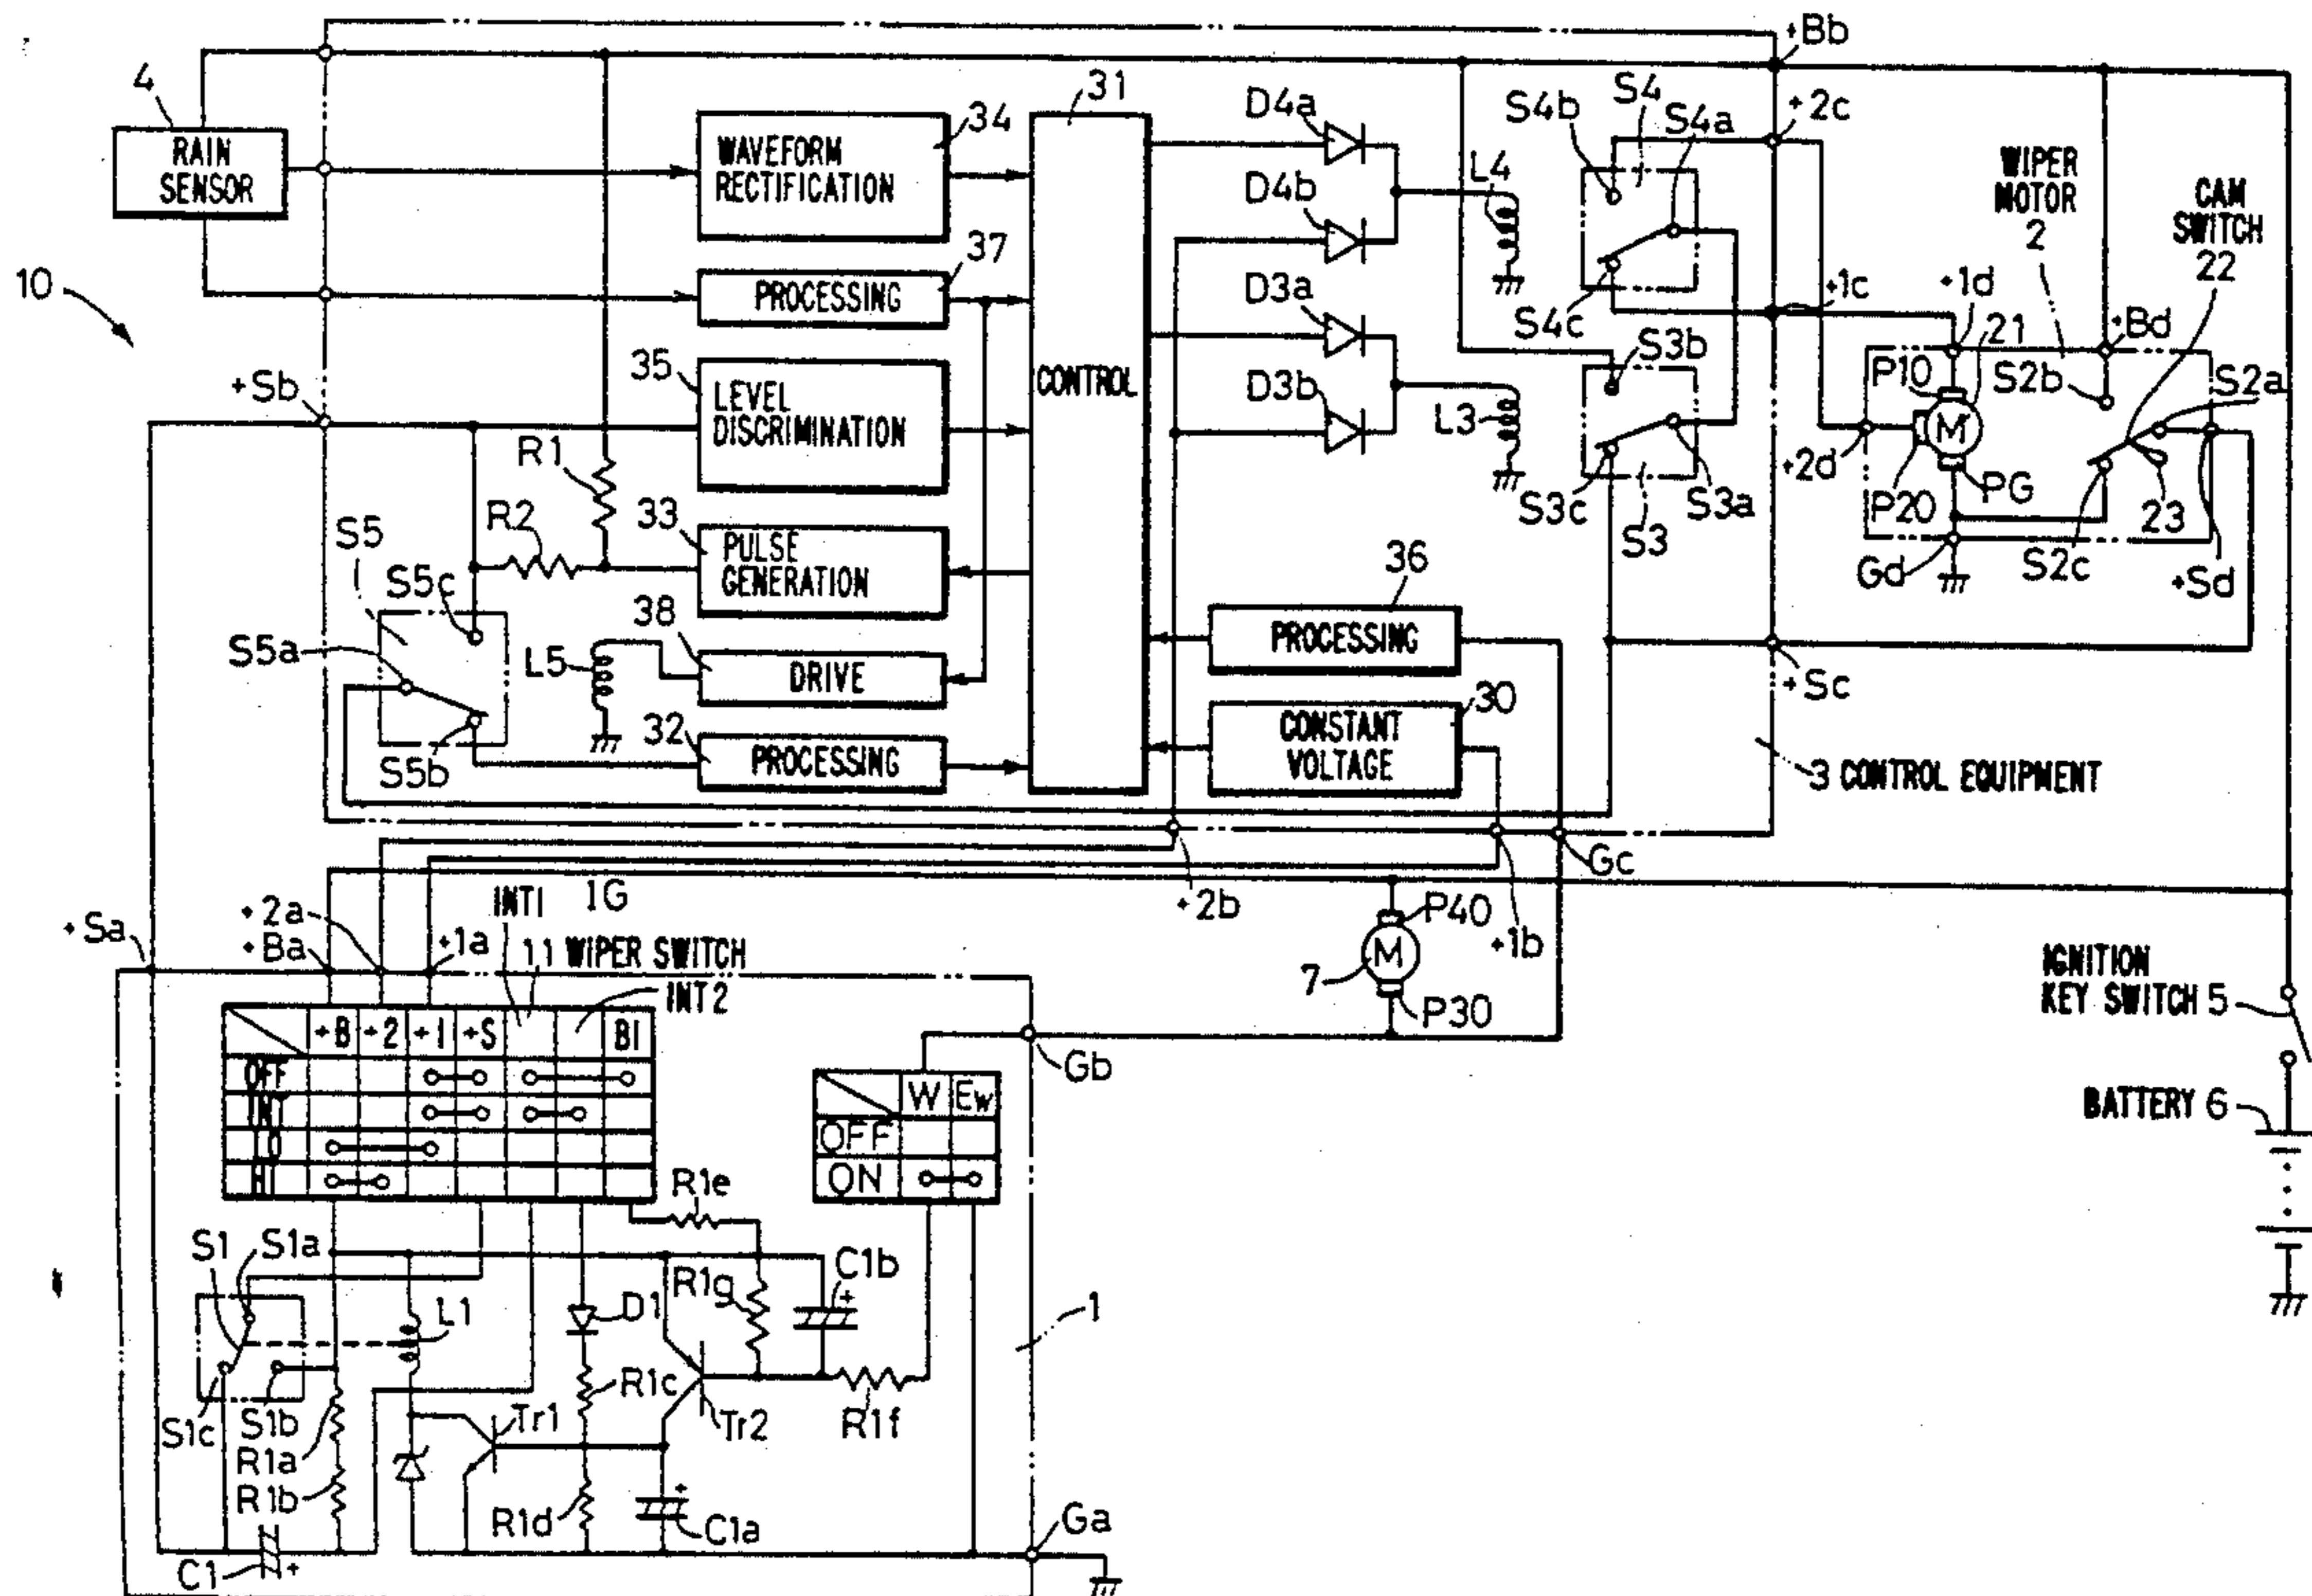 +Bb
4
34
31
D4a
S4b
S4
S4a
+2c
RAIN
SENSOR
WAVEFORM
RECTIFICATION
L4
WIPER
MOTOR
2
CAM
SWITCH
22
D4b
10
37
PROCESSING
D3a
S4c
+1c
+1d
21
+Bd
S3b
P10
S2b
S2a
+Sb
35
LEVEL
DISCRIMINATION
CONTROL
D3b
L3
M
R1
+2d
P20
PG
S3c
S3a
23
R2
33
S5
S3
PULSE
GENERATION
36
Gd
S2c
+Sd
S5c
38
PROCESSING
S5a
L5
DRIVE
+Sc
30
32
CONSTANT
VOLTAGE
S5b
PROCESSING
3 CONTROL EQUIPMENT
Gc
INT1
1G
+2b
+2a
+Sa
+Ba
+1a
11 WIPER SWITCH
P40
+1b
M
7
IGNITION
KEY SWITCH 5
INT2
P30
+B +2 +1 +S B1
Gb
OFF
INT
LO
HI
W Ew
OFF
ON
BATTERY 6
R1e
S1
S1a
R1g
C1b
+
L1
D1
1
R1c
S1c
S1b
Tr1
Tr2
R1f
R1a
R1b
+
R1d
C1a
Ga
C1
+